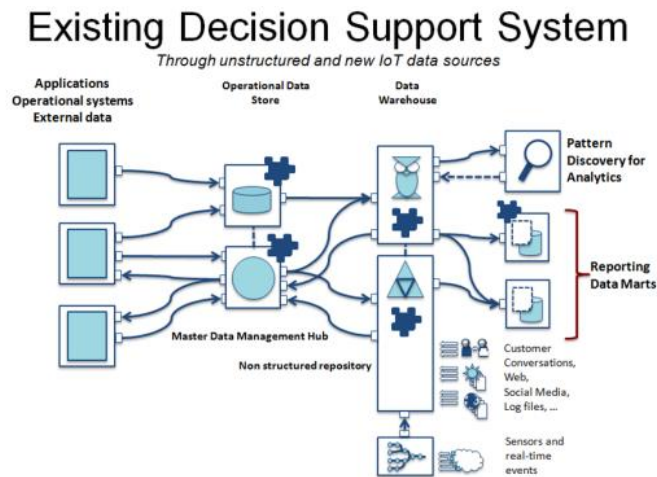 Existing Decision Support System
Through unstructured and new IoT data sources
Applications
Operational systems
External data
Operational Data
Store
Data
Warehouse
Pattern
Discovery for
Analytics
Reporting
Data Marts
Master Data Management Hub
Non structured repository
Customer
Conversations,
Web,
Social Media,
Log files, ...
Sensors and
real-time
events